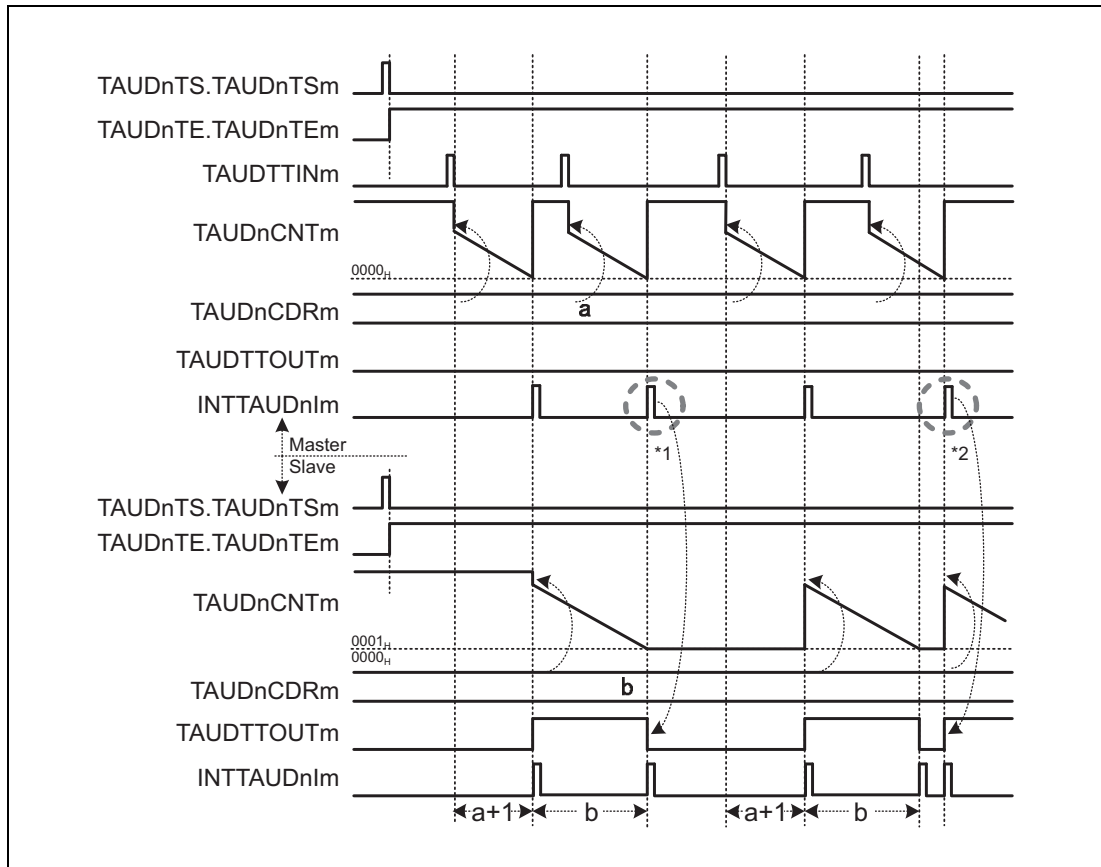 TAUDnTS.TAUDnTSm
TAUDnTE.TAUDnTEm
TAUDTTINm
TAUDnCNTm
0000H
TAUDnCDRm
a
TAUDTTOUTm
INTTAUDnIm
*1
*2
Master
Slave
TAUDnTS.TAUDnTSm
TAUDnTE.TAUDnTEm
TAUDnCNTm
0001H
0000H
TAUDnCDRm
b
TAUDTTOUTm
INTTAUDnIm
a+1
b
a+1
b